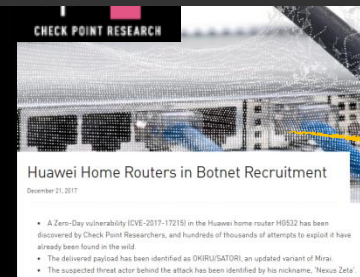 CHECK POINT RESEARCH
Huawei Home Routers in Botnet Recruitment
December 21, 2017
• A Zero-Day vulnerability (CVE-2017-17215) in the Huawei home router HG532 has been
discovered by Check Point Researchers, and hundreds of thousands of attempts to exploit it have
already been found in the wild.
• The delivered payload has been identified as OKIRU/SATORI, an updated variant of Mirai.
• The suspected threat actor behind the attack has been identified by his nickname, 'Nexus Zeta'.